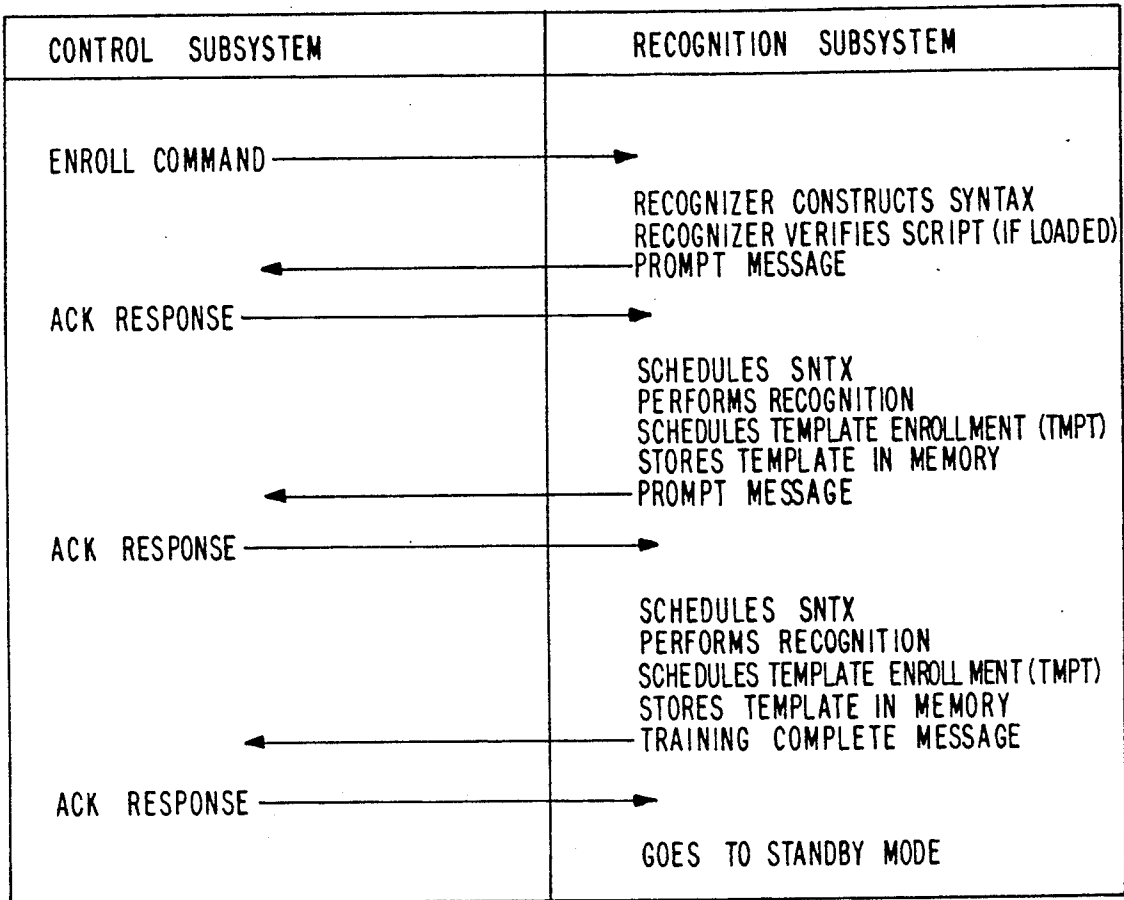 CONTROL SUBSYSTEM
RECOGNITION SUBSYSTEM
ENROLL COMMAND
RECOGNIZER CONSTRUCTS SYNTAX
RECOGNIZER VERIFIES SCRIPT (IF LOADED)
PROMPT MESSAGE
ACK RESPONSE
SCHEDULES SNTX
PERFORMS RECOGNITION
SCHEDULES TEMPLATE ENROLLMENT (TMPT)
STORES TEMPLATE IN MEMORY
PROMPT MESSAGE
ACK RESPONSE
SCHEDULES SNTX
PERFORMS RECOGNITION
SCHEDULES TEMPLATE ENROLLMENT (TMPT)
STORES TEMPLATE IN MEMORY
TRAINING COMPLETE MESSAGE
ACK RESPONSE
GOES TO STANDBY MODE